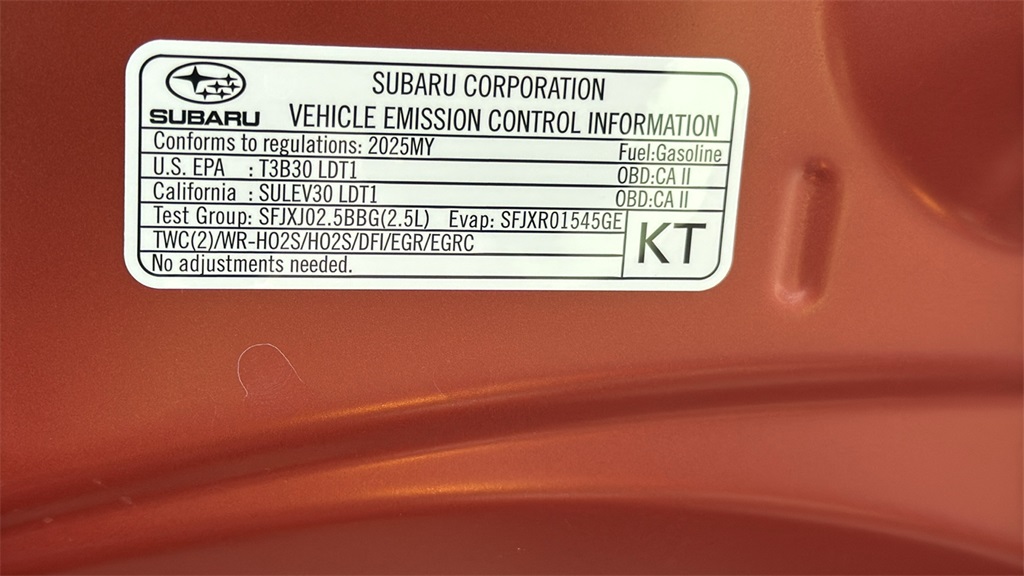 SUBARU
SUBARU CORPORATION
VEHICLE EMISSION CONTROL INFORMATION
Conforms to regulations: 2025MY Fuel:Gasoline
U.S. EPA : T3B30 LDT1 OBD:CA II
California : SULEV30 LDT1 OBD:CA II
Test Group: SFJXJ02.5BBG(2.5L) Evap: SFJXR01545GE
TWC(2)/WR-HO2S/HO2S/DFI/EGR/EGRC
No adjustments needed.
KT